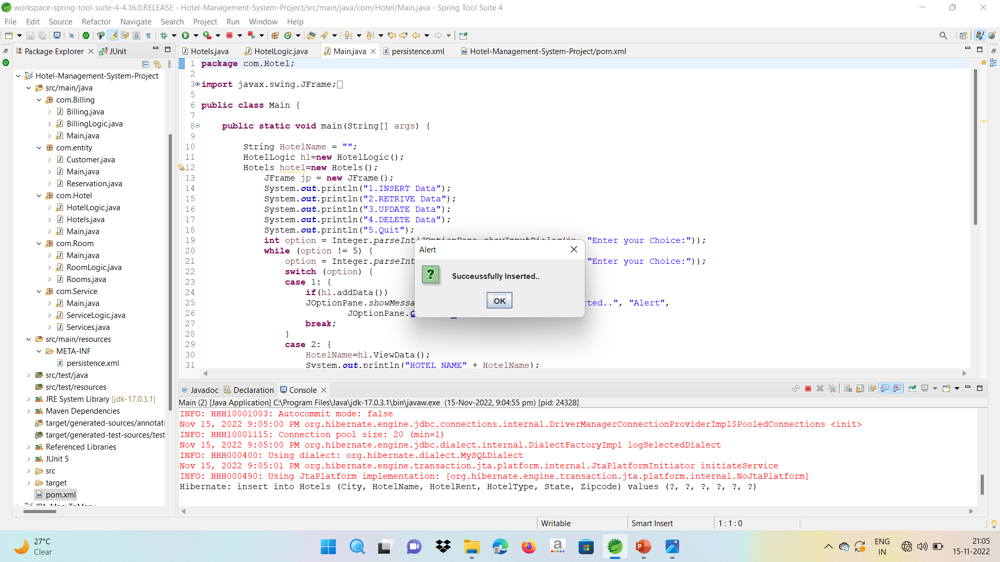 workspace-spring-tool-suite-4-4.16.0.RELEASE - Hotel-Management-System-Project/src/main/java/com/Hotel/Main.java - Spring Tool Suite 4
File Edit Source Refactor Navigate Search Project Run Window Help
Package Explorer
JUnit
Hotel-Management-System-Project
src/main/java
com.Billing
Billing.java
BillingLogic.java
Main.java
com.entity
Customer.java
Main.java
Reservation.java
com.Hotel
HotelLogic.java
Hotels.java
Main.java
com.Room
Main.java
RoomLogic.java
Rooms.java
com.Service
Main.java
ServiceLogic.java
Services.java
src/main/resources
META-INF
persistence.xml
src/test/java
src/test/resources
JRE System Library [jdk-17.0.3.1]
Maven Dependencies
target/generated-sources/annotati
target/generated-test-sources/test
Referenced Libraries
JUnit 5
src
target
pom.xml
Hotels.java HotelLogic.java Main.java persistence.xml Hotel-Management-System-Project/pom.xml
1 package com.Hotel;
2
3 import javax.swing.JFrame;
5
6 public class Main {
7
8 public static void main(String[] args) {
9
10 String HotelName = "";
11 HotelLogic hl=new HotelLogic();
12 Hotels hotel=new Hotels();
13 JFrame jp = new JFrame();
14 System.out.println("1.INSERT Data");
15 System.out.println("2.RETRIVE Data");
16 System.out.println("3.UPDATE Data");
17 System.out.println("4.DELETE Data");
18 System.out.println("5.Quit");
19 int option = Integer.parseInt(JOptionPane.showInputDialog(jp, "Enter your Choice:"));
20 while (option != 5) {
21 option = Integer.parseInt "Enter your Choice:"));
22 switch (option) {
23 case 1: {
24 if(hl.addData())
25 JOptionPane.showMessa rted..", "Alert",
26 JOptionPane.
27 break;
28 }
29 case 2: {
30 HotelName=hl.ViewData();
31 System.out.println("HOTEL NAME" + HotelName);
Alert
Succeussfully Inserted..
OK
@ Javadoc Declaration Console
Main (2) [Java Application] C:\Program Files\Java\jdk-17.0.3.1\bin\javaw.exe (15-Nov-2022, 9:04:55 pm) [pid: 24328]
INFO: HHH10001003: Autocommit mode: false
Nov 15, 2022 9:05:00 PM org.hibernate.engine.jdbc.connections.internal.DriverManagerConnectionProviderImpl$PooledConnections <init>
INFO: HHH10001115: Connection pool size: 20 (min=1)
Nov 15, 2022 9:05:00 PM org.hibernate.engine.jdbc.dialect.internal.DialectFactoryImpl logSelectedDialect
INFO: HHH000400: Using dialect: org.hibernate.dialect.MySQLDialect
Nov 15, 2022 9:05:01 PM org.hibernate.engine.transaction.jta.platform.internal.JtaPlatformInitiator initiateService
INFO: HHH000490: Using JtaPlatform implementation: [org.hibernate.engine.transaction.jta.platform.internal.NoJtaPlatform]
Hibernate: insert into Hotels (City, HotelName, HotelRent, HotelType, State, Zipcode) values (?, ?, ?, ?, ?, ?)
Writable Smart Insert 1 : 1 : 0
27°C
Clear
ENG
IN
21:05
15-11-2022